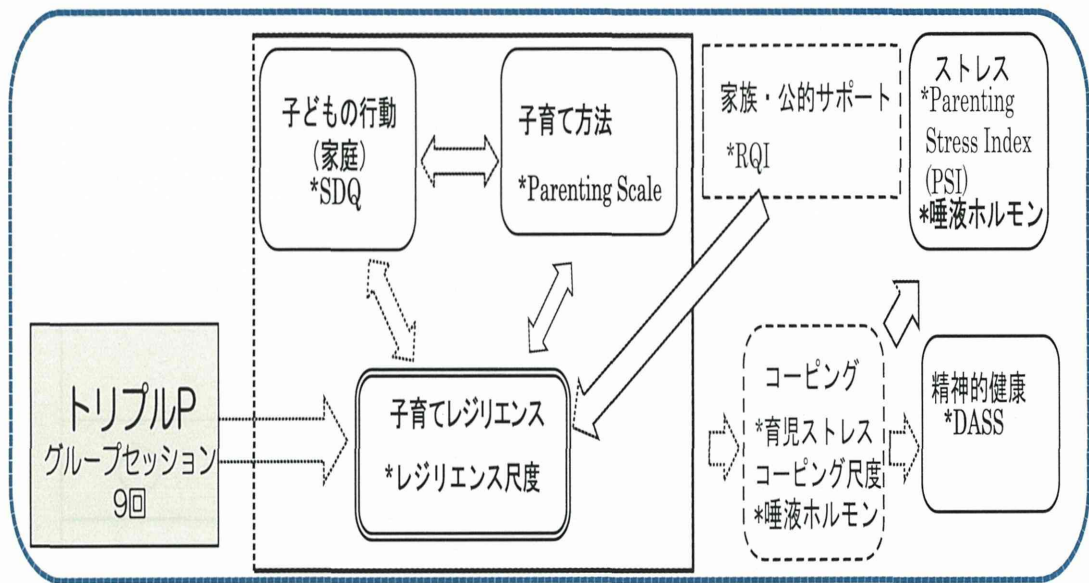 子どもの行動
(家庭)
*SDQ
子育て方法
*Parenting Scale
家族・公的サポート
*RQI
ストレス
*Parenting
Stress Index
(PSI)
*唾液ホルモン
トリプルP
グループセッション
9回
子育てレジリエンス
*レジリエンス尺度
コーピング
*育児ストレス
コーピング尺度
*唾液ホルモン
精神的健康
*DASS